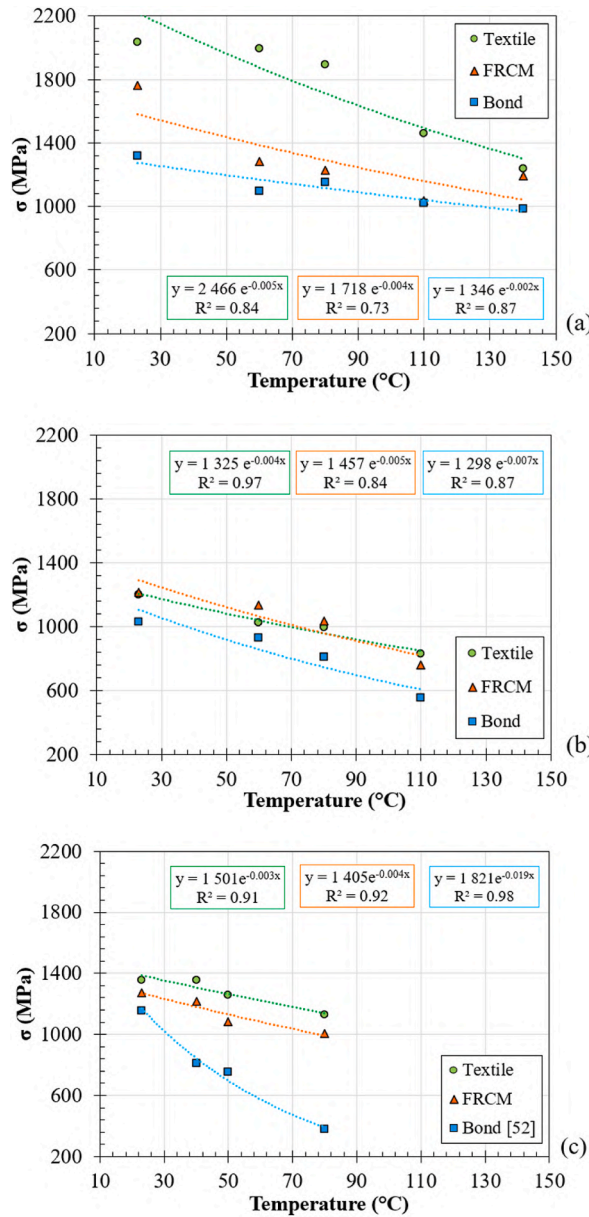 2200
1800
1400
1000
600
200
σ (MPa)
Textile
FRCM
Bond
y = 2 466 e-0.005x
R² = 0.84
y = 1 718 e-0.004x
R² = 0.73
y = 1 346 e-0.002x
R² = 0.87
(a)
10 30 50 70 90 110 130 150
Temperature (°C)
2200
1800
1400
1000
600
200
σ (MPa)
y = 1 325 e-0.004x
R² = 0.97
y = 1 457 e-0.005x
R² = 0.84
y = 1 298 e-0.007x
R² = 0.87
Textile
FRCM
Bond
(b)
10 30 50 70 90 110 130 150
Temperature (°C)
2200
1800
1400
1000
600
200
σ (MPa)
y = 1 501e-0.003x
R² = 0.91
y = 1 405e-0.004x
R² = 0.92
y = 1 821e-0.019x
R² = 0.98
Textile
FRCM
Bond [52]
(c)
10 30 50 70 90 110 130 150
Temperature (°C)